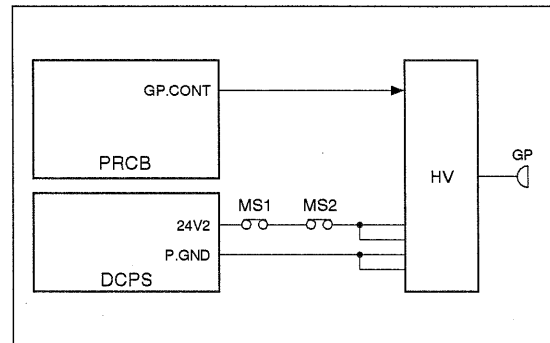 GP.CONT
PRCB
HV
GP
MS1 MS2
24V2
P.GND
DCPS